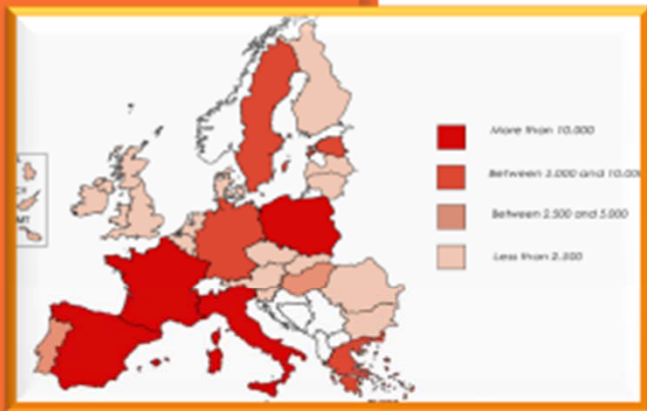 More than 10.000
Between 5.000 and 10.00
Between 2.500 and 5.000
Less than 2.500